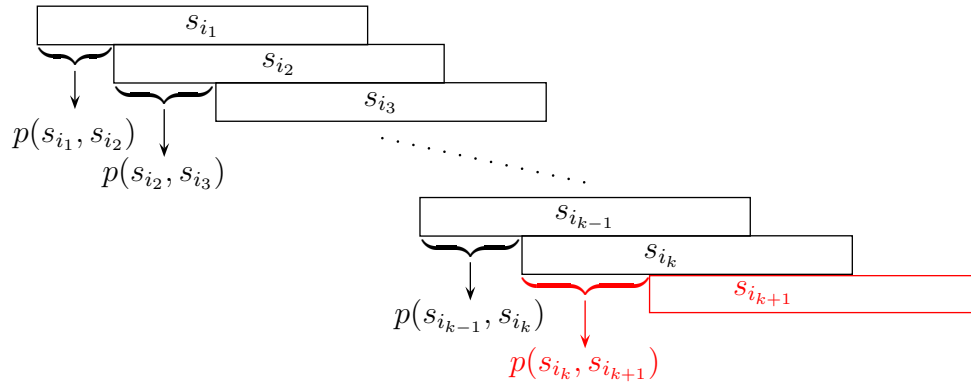 $s_{i_1}$
$s_{i_2}$
$s_{i_3}$
$p(s_{i_1}, s_{i_2})$
$p(s_{i_2}, s_{i_3})$
$s_{i_{k-1}}$
$s_{i_k}$
$s_{i_{k+1}}$
$p(s_{i_{k-1}}, s_{i_k})$
$p(s_{i_k}, s_{i_{k+1}})$